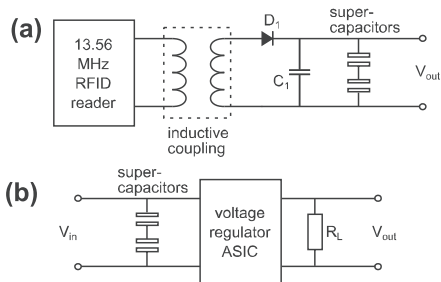 (a)
13.56
MHz
RFID
reader
inductive
coupling
D1
C1
super-
capacitors
Vout
(b)
super-
capacitors
Vin
voltage
regulator
ASIC
RL
Vout